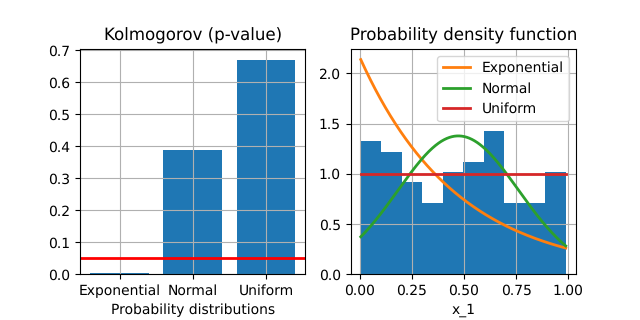 Kolmogorov (p-value)
0.7
0.6
0.5
0.4
0.3
0.2
0.1
0.0
Exponential Normal Uniform
Probability distributions
Probability density function
Exponential
Normal
Uniform
2.0
1.5
1.0
0.5
0.0
0.00 0.25 0.50 0.75 1.00
x_1